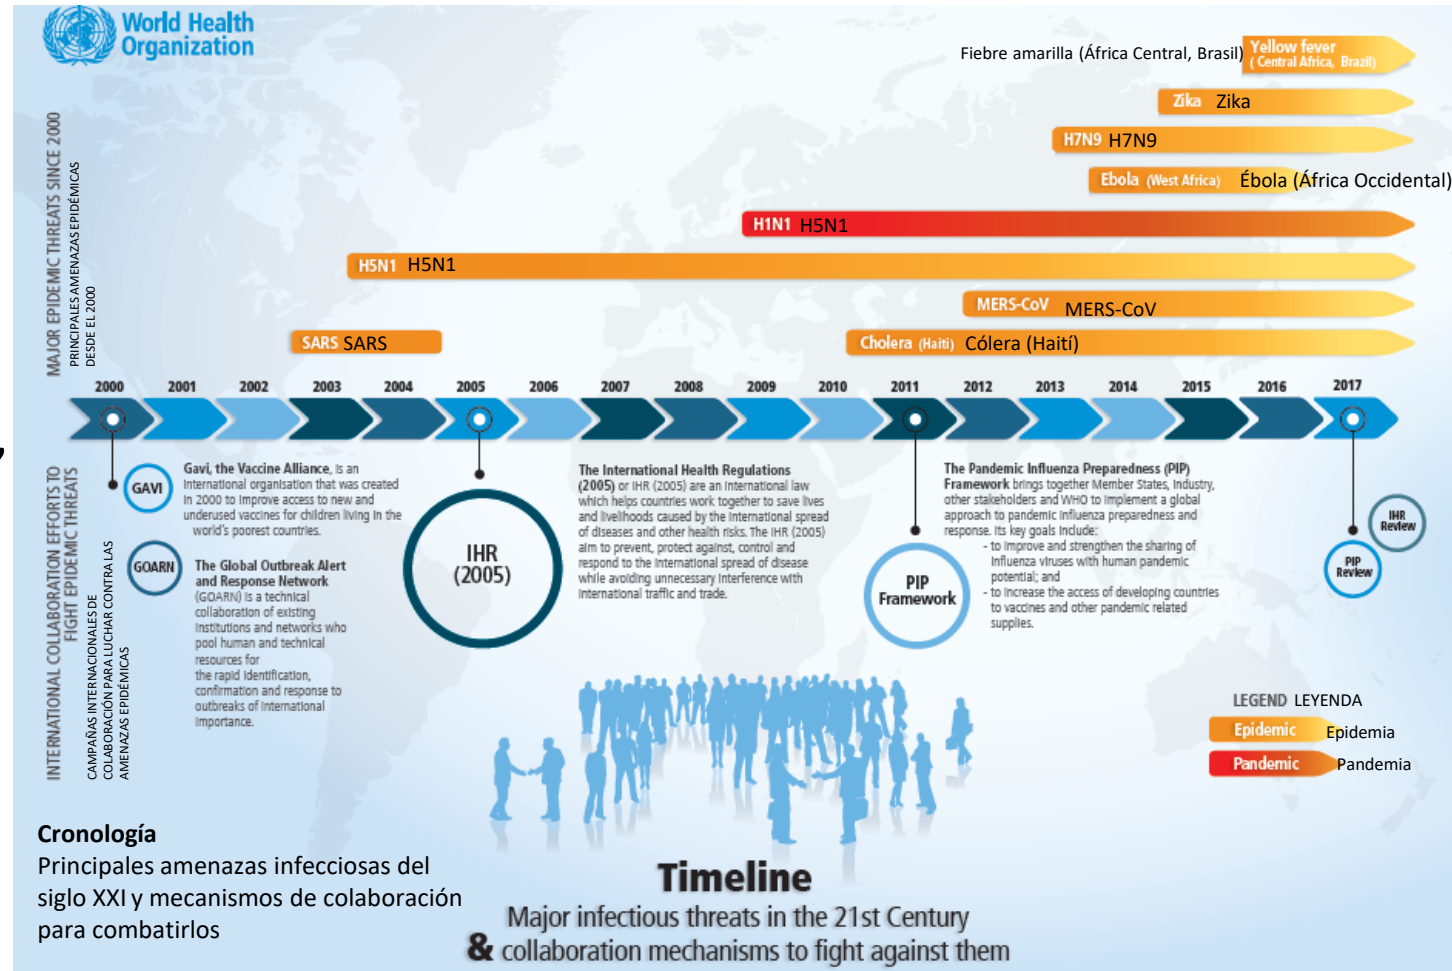 World Health
Organization
Fiebre amarilla (África Central, Brasil)
Yellow fever
( Central Africa, Brazil)
Zika Zika
H7N9 H7N9
Ebola (West Africa) Ébola (África Occidental)
H1N1 H5N1
H5N1 H5N1
MERS-CoV MERS-CoV
SARS SARS
Cholera (Haiti) Cólera (Haití)
MAJOR EPIDEMIC THREATS SINCE 2000
PRINCIPALES AMENAZAS EPIDÉMICAS
DESDE EL 2000
2000 2001 2002 2003 2004 2005 2006 2007 2008 2009 2010 2011 2012 2013 2014 2015 2016 2017
INTERNATIONAL COLLABORATION EFFORTS TO
FIGHT EPIDEMIC THREATS
CAMPAÑAS INTERNACIONALES DE
COLABORACIÓN PARA LUCHAR CONTRA LAS
AMENAZAS EPIDÉMICAS
GAVI
Gavi, the Vaccine Alliance, is an
international organisation that was created
in 2000 to improve access to new and
underused vaccines for children living in the
world's poorest countries.
GOARN
The Global Outbreak Alert
and Response Network
(GOARN) is a technical
collaboration of existing
institutions and networks who
pool human and technical
resources for
the rapid identification,
confirmation and response to
outbreaks of international
importance.
IHR
(2005)
The International Health Regulations
(2005) or IHR (2005) are an international law
which helps countries work together to save lives
and livelihoods caused by the international spread
of diseases and other health risks. The IHR (2005)
aim to prevent, protect against, control and
respond to the international spread of disease
while avoiding unnecessary interference with
international traffic and trade.
PIP
Framework
The Pandemic Influenza Preparedness (PIP)
Framework brings together Member States, industry,
other stakeholders and WHO to implement a global
approach to pandemic influenza preparedness and
response. Its key goals include:
- to improve and strengthen the sharing of
influenza viruses with human pandemic
potential; and
- to increase the access of developing countries
to vaccines and other pandemic related
supplies.
IHR
Review
PIP
Review
LEGEND LEYENDA
Epidemic Epidemia
Pandemic Pandemia
Cronología
Principales amenazas infecciosas del
siglo XXI y mecanismos de colaboración
para combatirlos
Timeline
Major infectious threats in the 21st Century
& collaboration mechanisms to fight against them